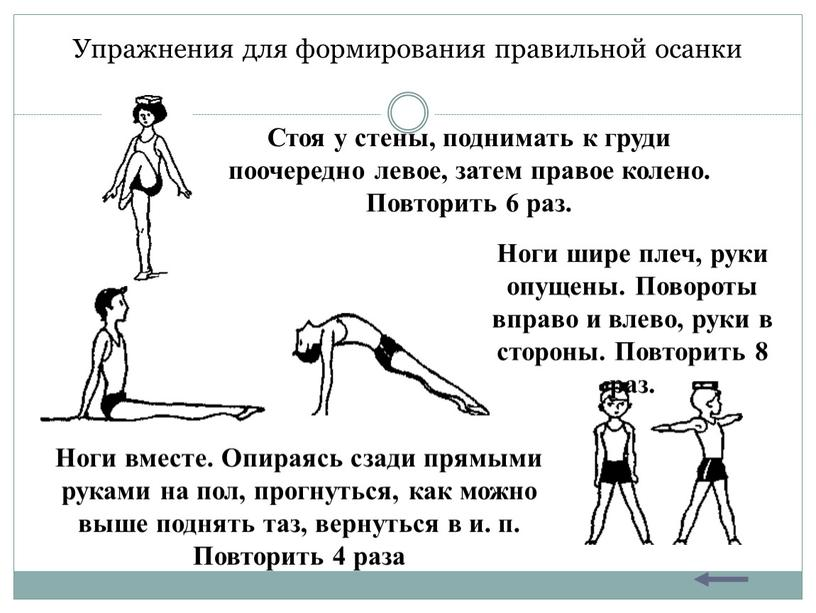 Упражнения для формирования правильной осанки
Стоя у стены, поднимать к груди
поочередно левое, затем правое колено.
Повторить 6 раз.
Ноги шире плеч, руки
опущены. Повороты
вправо и влево, руки в
стороны. Повторить 8
раз.
Ноги вместе. Опираясь сзади прямыми
руками на пол, прогнуться, как можно
выше поднять таз, вернуться в и. п.
Повторить 4 раза